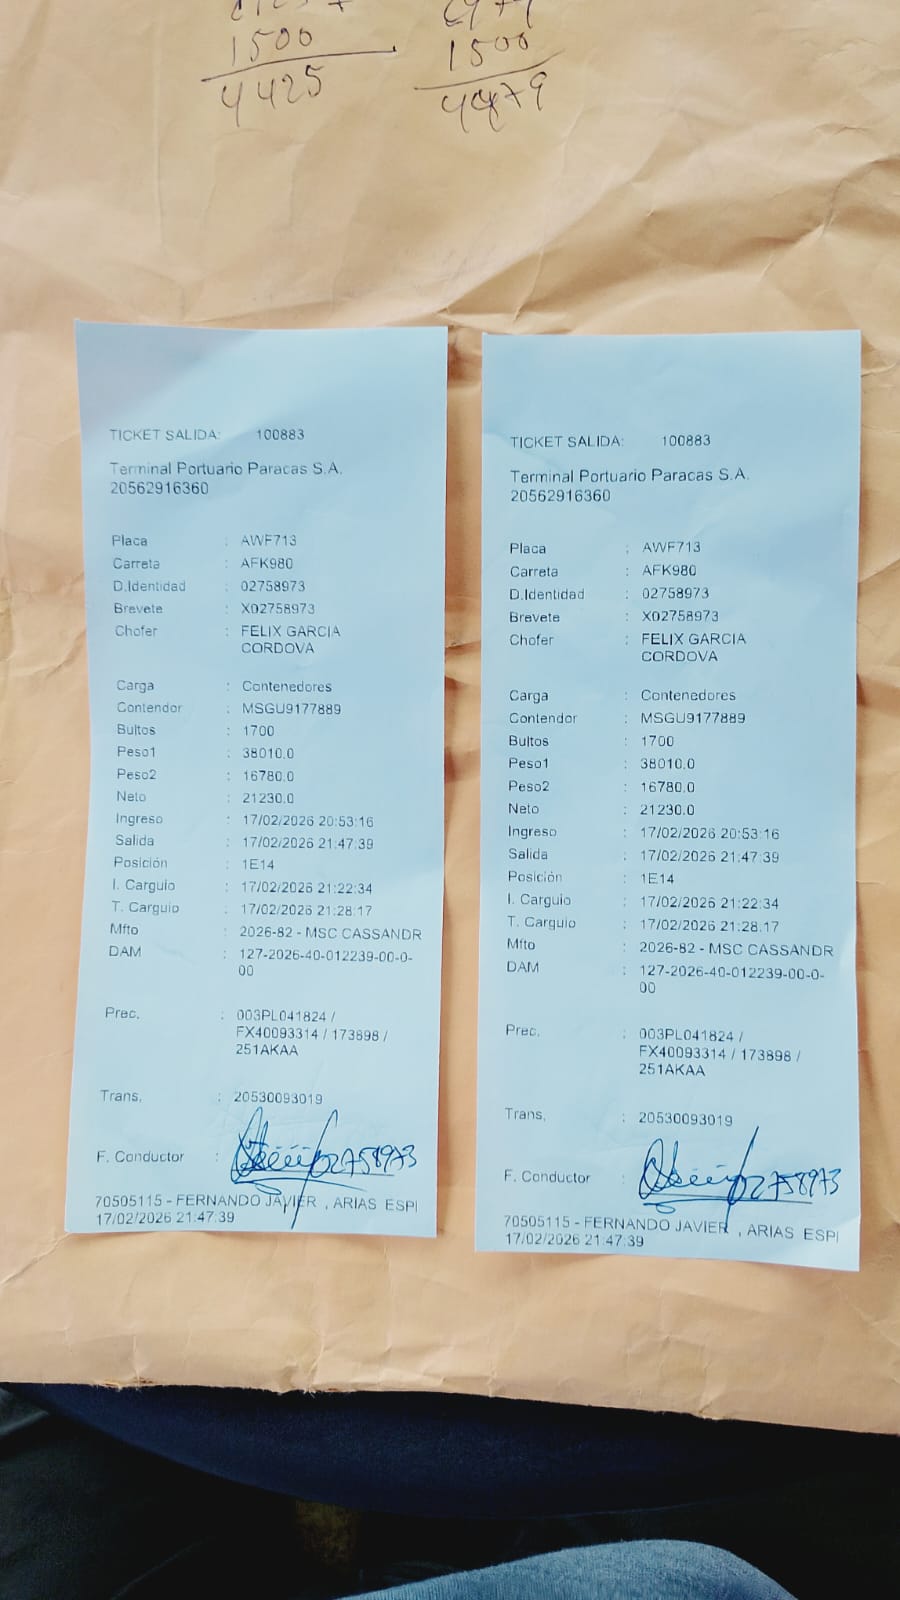 1500 1500
4425 4479
TICKET SALIDA: 100883
Terminal Portuario Paracas S.A.
20562916360
Placa : AWF713
Carreta : AFK980
D.Identidad : 02758973
Brevete : X02758973
Chofer : FELIX GARCIA
CORDOVA
Carga : Contenedores
Contendor : MSGU9177889
Bultos : 1700
Peso1 : 38010.0
Peso2 : 16780.0
Neto : 21230.0
Ingreso : 17/02/2026 20:53:16
Salida : 17/02/2026 21:47:39
Posición : 1E14
I. Carguio : 17/02/2026 21:22:34
T. Carguio : 17/02/2026 21:28:17
Mfto : 2026-82 - MSC CASSANDR
DAM : 127-2026-40-012239-00-0-
00
Prec. : 003PL041824 /
FX40093314 / 173898 /
251AKAA
Trans. : 20530093019
F. Conductor : 02758973
70505115 - FERNANDO JAVIER , ARIAS ESPI
17/02/2026 21:47:39
TICKET SALIDA: 100883
Terminal Portuario Paracas S.A.
20562916360
Placa : AWF713
Carreta : AFK980
D.Identidad : 02758973
Brevete : X02758973
Chofer : FELIX GARCIA
CORDOVA
Carga : Contenedores
Contendor : MSGU9177889
Bultos : 1700
Peso1 : 38010.0
Peso2 : 16780.0
Neto : 21230.0
Ingreso : 17/02/2026 20:53:16
Salida : 17/02/2026 21:47:39
Posición : 1E14
I. Carguio : 17/02/2026 21:22:34
T. Carguio : 17/02/2026 21:28:17
Mfto : 2026-82 - MSC CASSANDR
DAM : 127-2026-40-012239-00-0-
00
Prec. : 003PL041824 /
FX40093314 / 173898 /
251AKAA
Trans. : 20530093019
F. Conductor : 02758973
70505115 - FERNANDO JAVIER , ARIAS ESPI
17/02/2026 21:47:39